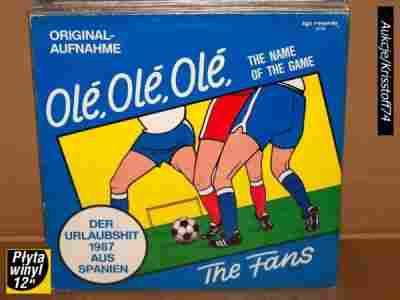 ORIGINAL-
AUFNAHME
Olé, Olé, Olé,
THE NAME
OF THE GAME
DER
URLAUBSHIT
1987
AUS
SPANIEN
The Fans
Płyta
winyl
12"
Aukcje/Krisstoff74